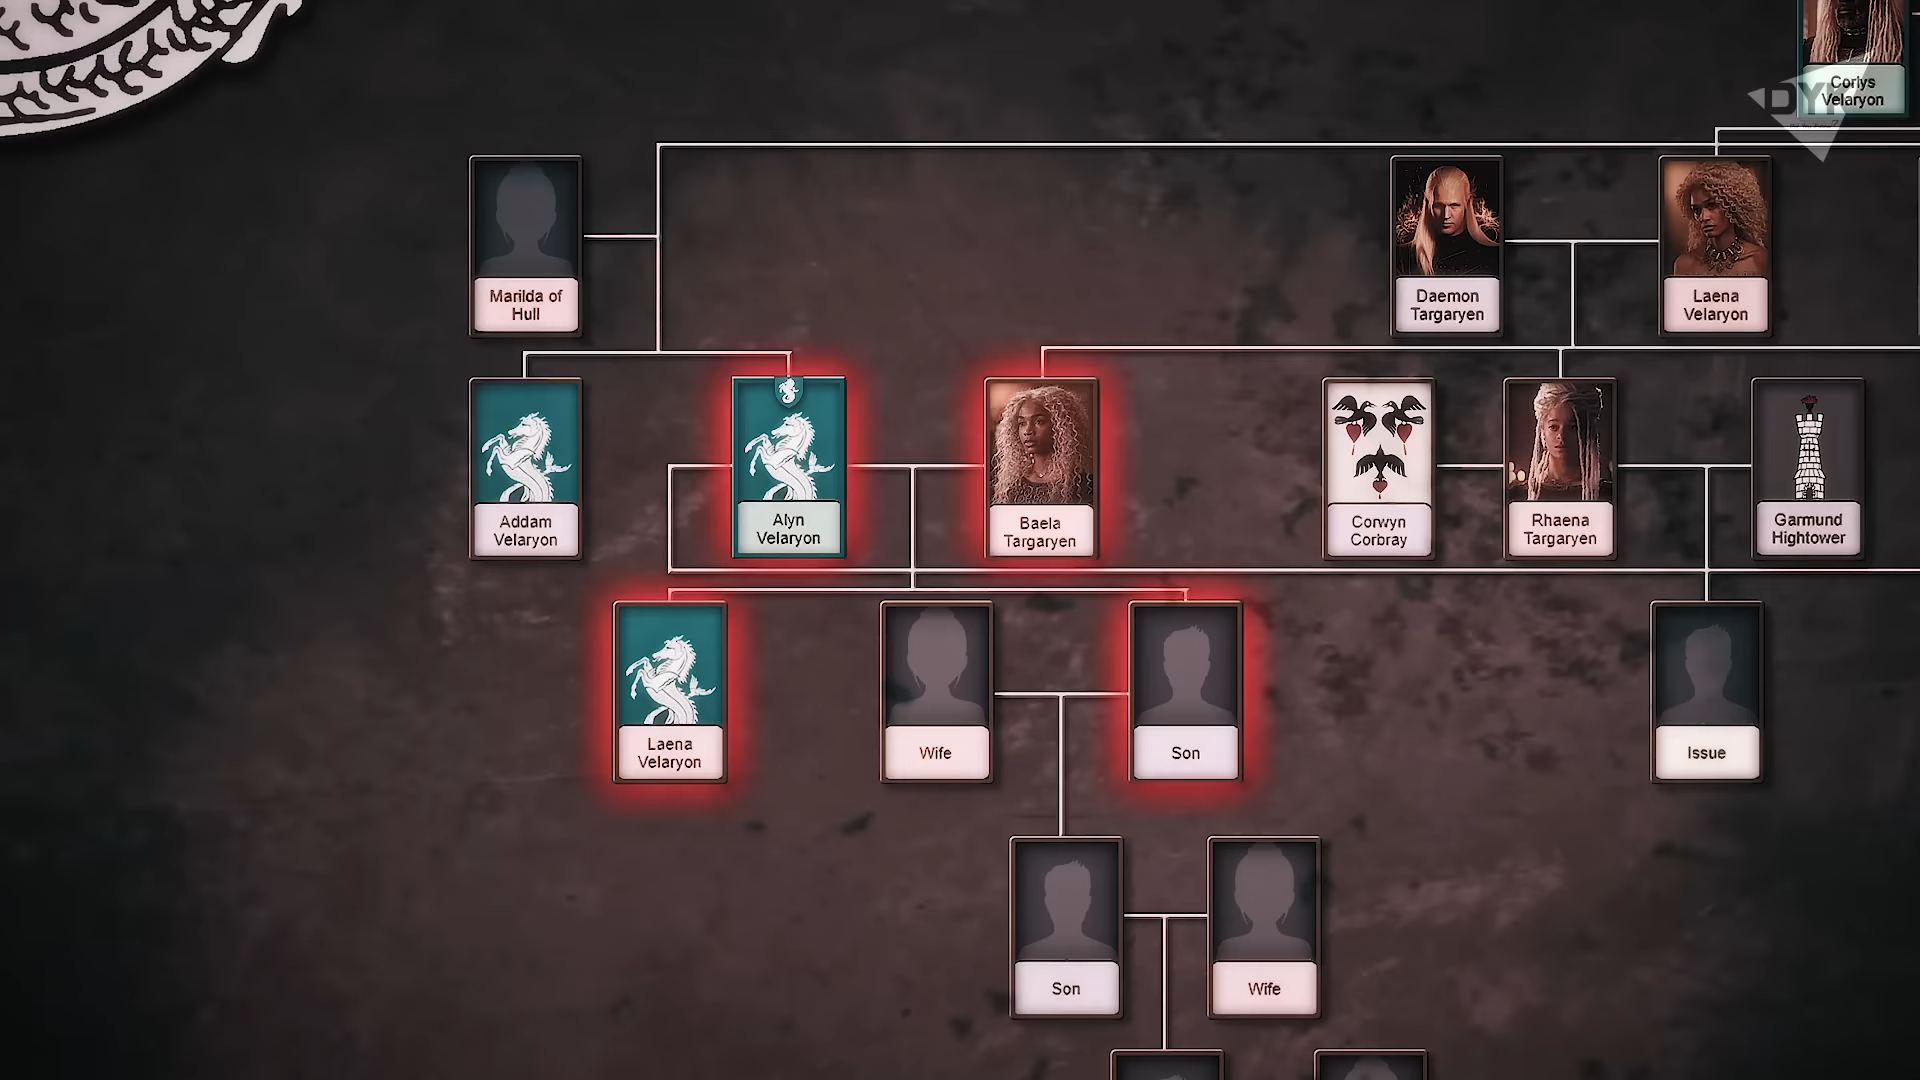 Corlys
Velaryon
DY
Marilda of
Hull
Daemon
Targaryen
Laena
Velaryon
Addam
Velaryon
Alyn
Velaryon
Baela
Targaryen
Corwyn
Corbray
Rhaena
Targaryen
Garmund
Hightower
Laena
Velaryon
Wife
Son
Issue
Son
Wife